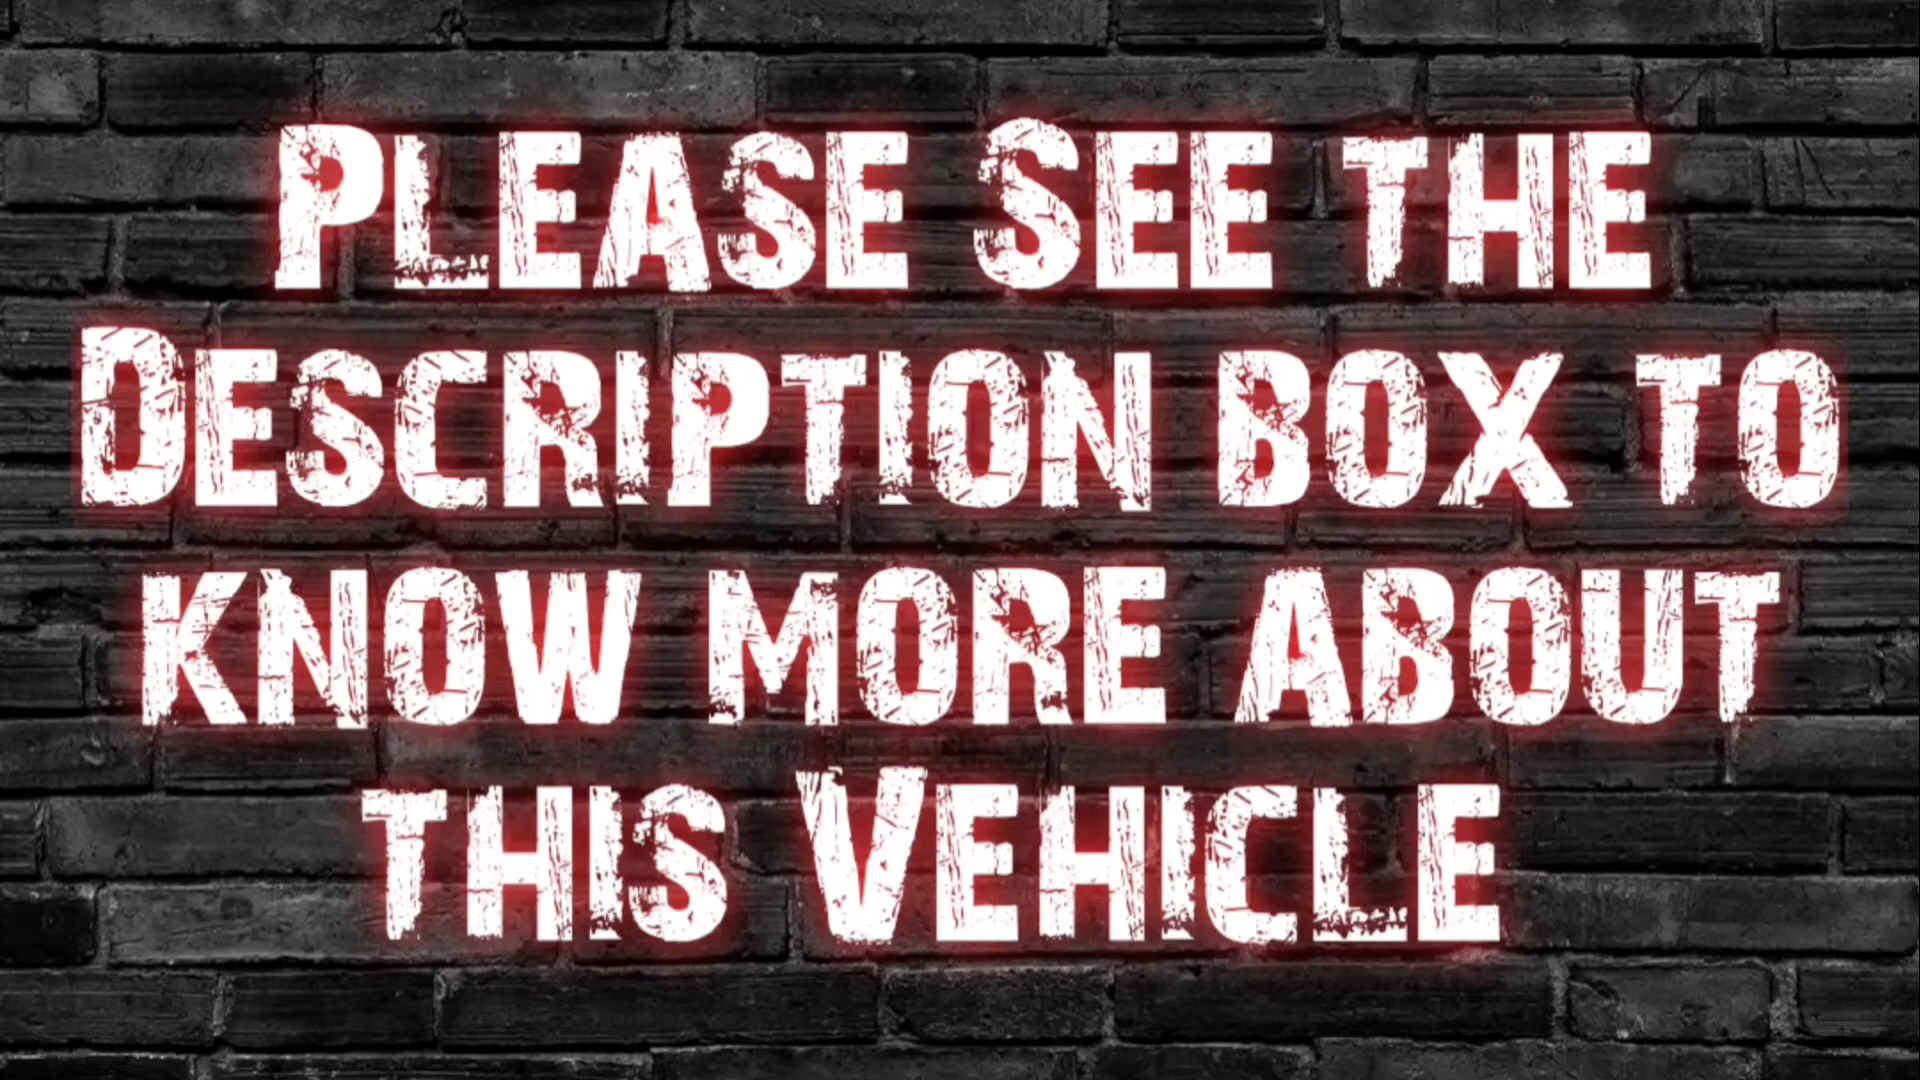 Please See the
Description box to
know more about
this Vehicle